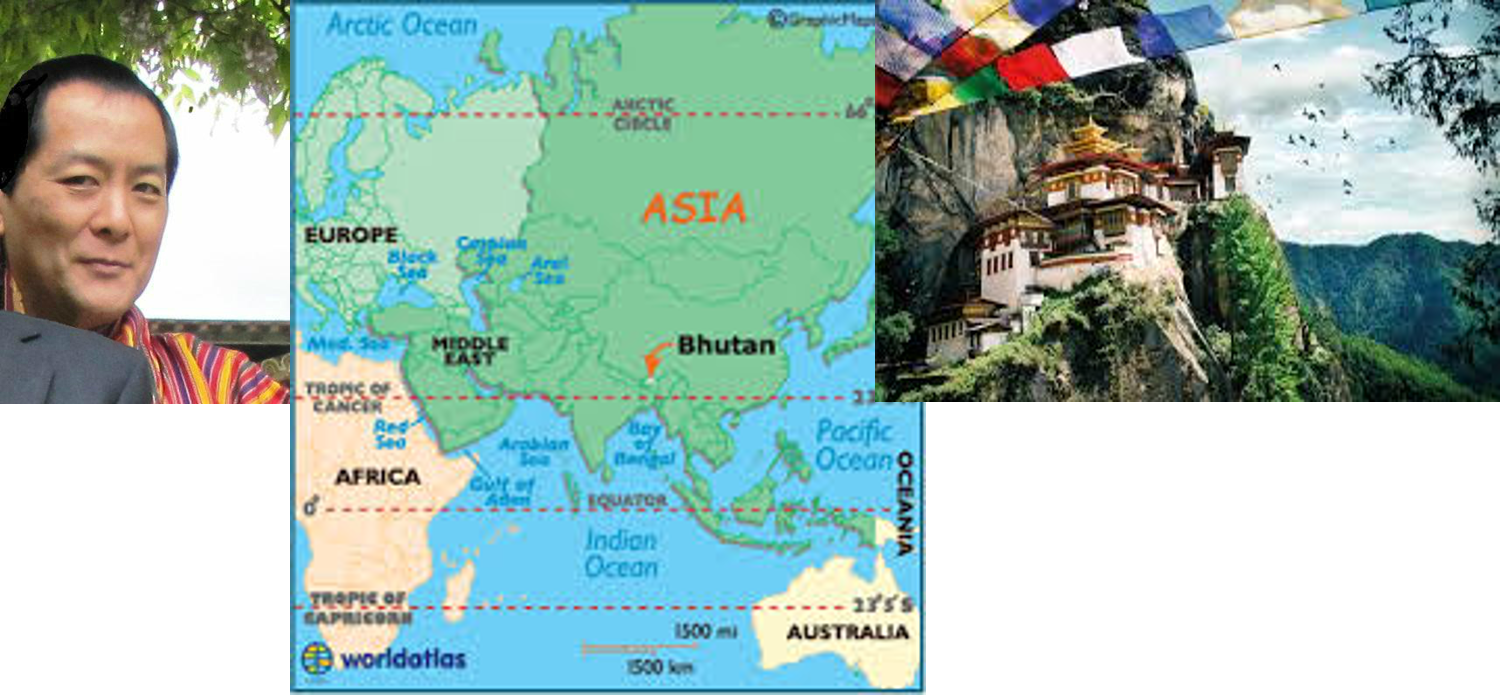 Arctic Ocean
©GraphicMaps
ARCTIC
CIRCLE
66°
ASIA
EUROPE
Black
Sea
Caspian
Sea
Aral
Sea
Med. Sea
MIDDLE
EAST
Bhutan
TROPIC OF
CANCER
23
Red
Sea
Arabian
Sea
Bay
of
Bengal
Pacific
Ocean
AFRICA
Gulf of
Aden
EQUATOR
0°
OCEANIA
Indian
Ocean
TROPIC OF
CAPRICORN
23°5'S
1500 mi
1500 km
AUSTRALIA
worldatlas